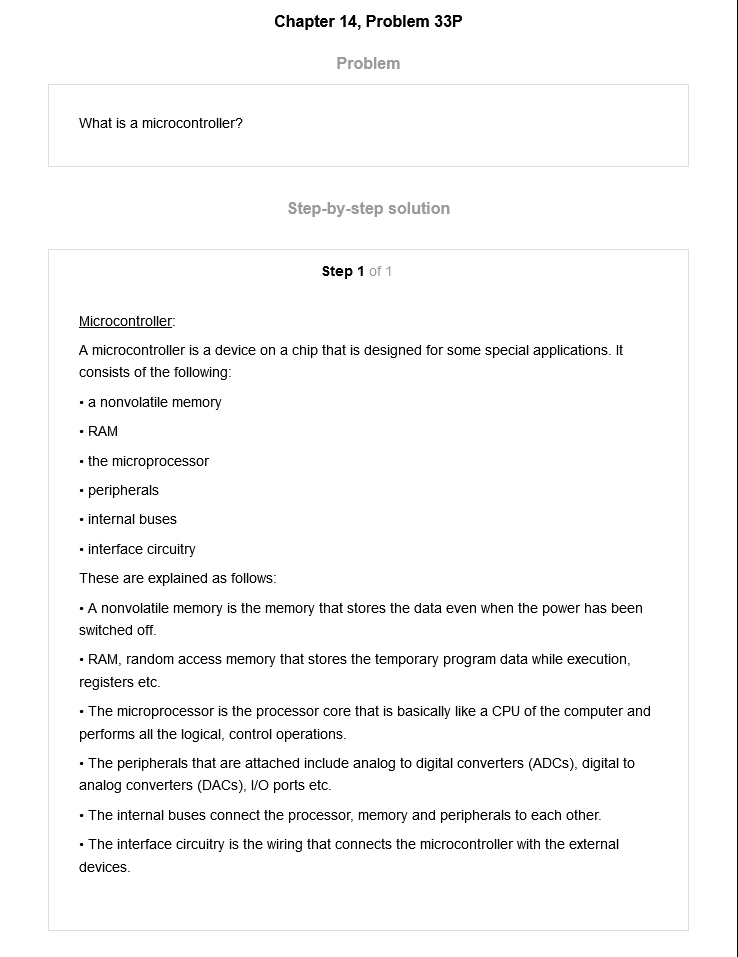 Chapter 14, Problem 33P
Problem
What is a microcontroller?
Step-by-step solution
Step 1 of 1
Microcontroller:
A microcontroller is a device on a chip that is designed for some special applications. It
consists of the following:
• a nonvolatile memory
• RAM
• the microprocessor
• peripherals
• internal buses
• interface circuitry
These are explained as follows:
• A nonvolatile memory is the memory that stores the data even when the power has been
switched off.
• RAM, random access memory that stores the temporary program data while execution,
registers etc.
• The microprocessor is the processor core that is basically like a CPU of the computer and
performs all the logical, control operations.
• The peripherals that are attached include analog to digital converters (ADCs), digital to
analog converters (DACs), I/O ports etc.
• The internal buses connect the processor, memory and peripherals to each other.
• The interface circuitry is the wiring that connects the microcontroller with the external
devices.